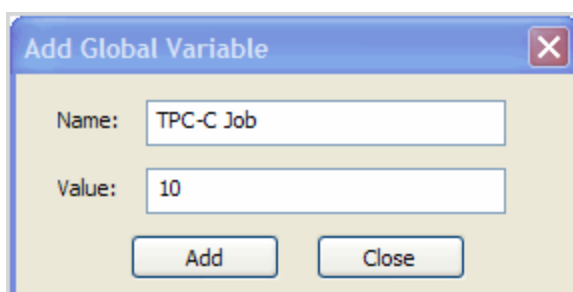 Add Global Variable
Name: TPC-C Job
Value: 10
Add Close